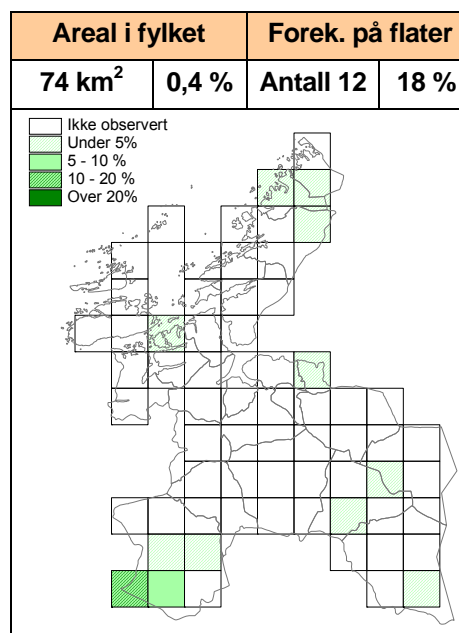 Areal i fylket Forek. på flater
74 km² 0,4 % Antall 12 18 %
Ikke observert
Under 5%
5 - 10 %
10 - 20 %
Over 20%